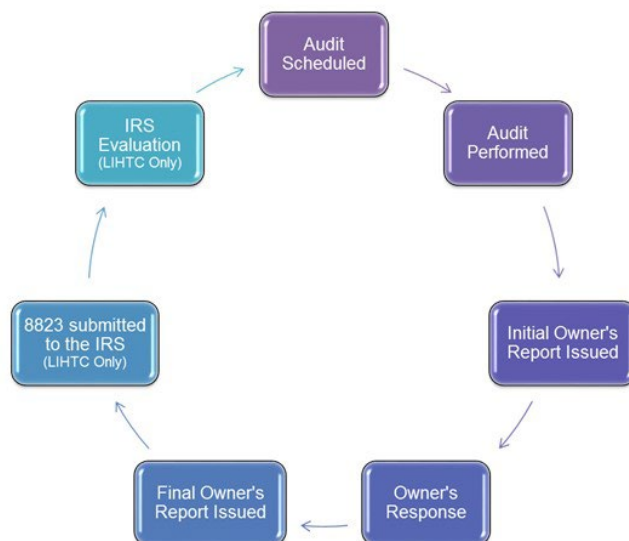 Audit
Scheduled
Audit
Performed
Initial Owner's
Report Issued
Owner's
Response
Final Owner's
Report Issued
8823 submitted
to the IRS
(LIHTC Only)
IRS
Evaluation
(LIHTC Only)